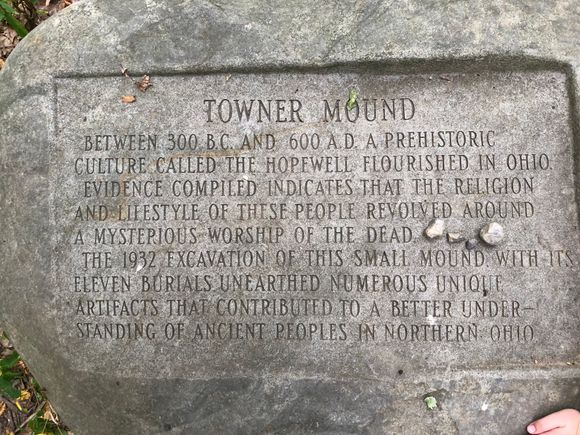 TOWNER MOUND
BETWEEN 300 B.C. AND 600 A.D. A PREHISTORIC
CULTURE CALLED THE HOPEWELL FLOURISHED IN OHIO.
EVIDENCE COMPILED INDICATES THAT THE RELIGION
AND LIFESTYLE OF THESE PEOPLE REVOLVED AROUND
A MYSTERIOUS WORSHIP OF THE DEAD.
THE 1932 EXCAVATION OF THIS SMALL MOUND WITH ITS
ELEVEN BURIALS UNEARTHED NUMEROUS UNIQUE
ARTIFACTS THAT CONTRIBUTED TO A BETTER UNDER-
STANDING OF ANCIENT PEOPLES IN NORTHERN OHIO.